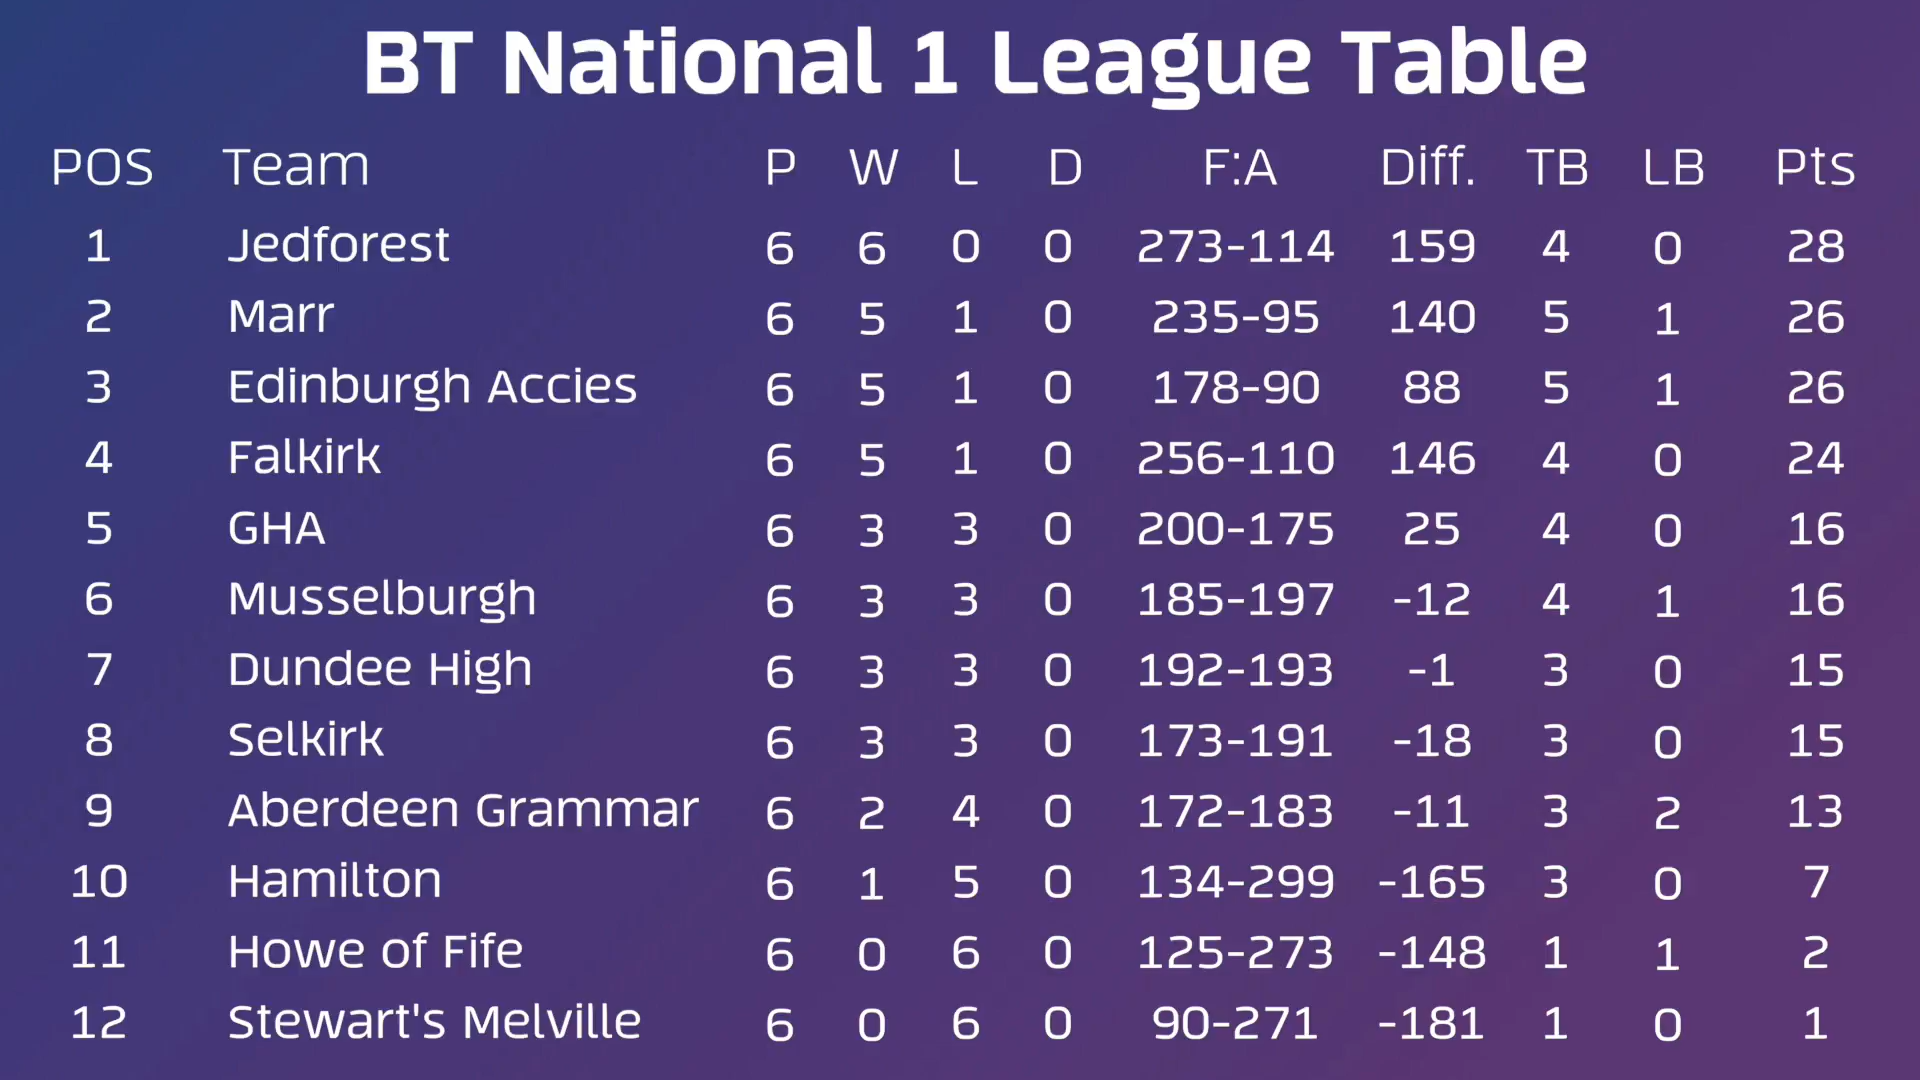 BT National 1 League Table
POS Team P W L D F:A Diff. TB LB Pts
1 Jedforest 6 6 0 0 273-114 159 4 0 28
2 Marr 6 5 1 0 235-95 140 5 1 26
3 Edinburgh Accies 6 5 1 0 178-90 88 5 1 26
4 Falkirk 6 5 1 0 256-110 146 4 0 24
5 GHA 6 3 3 0 200-175 25 4 0 16
6 Musselburgh 6 3 3 0 185-197 -12 4 1 16
7 Dundee High 6 3 3 0 192-193 -1 3 0 15
8 Selkirk 6 3 3 0 173-191 -18 3 0 15
9 Aberdeen Grammar 6 2 4 0 172-183 -11 3 2 13
10 Hamilton 6 1 5 0 134-299 -165 3 0 7
11 Howe of Fife 6 0 6 0 125-273 -148 1 1 2
12 Stewart's Melville 6 0 6 0 90-271 -181 1 0 1